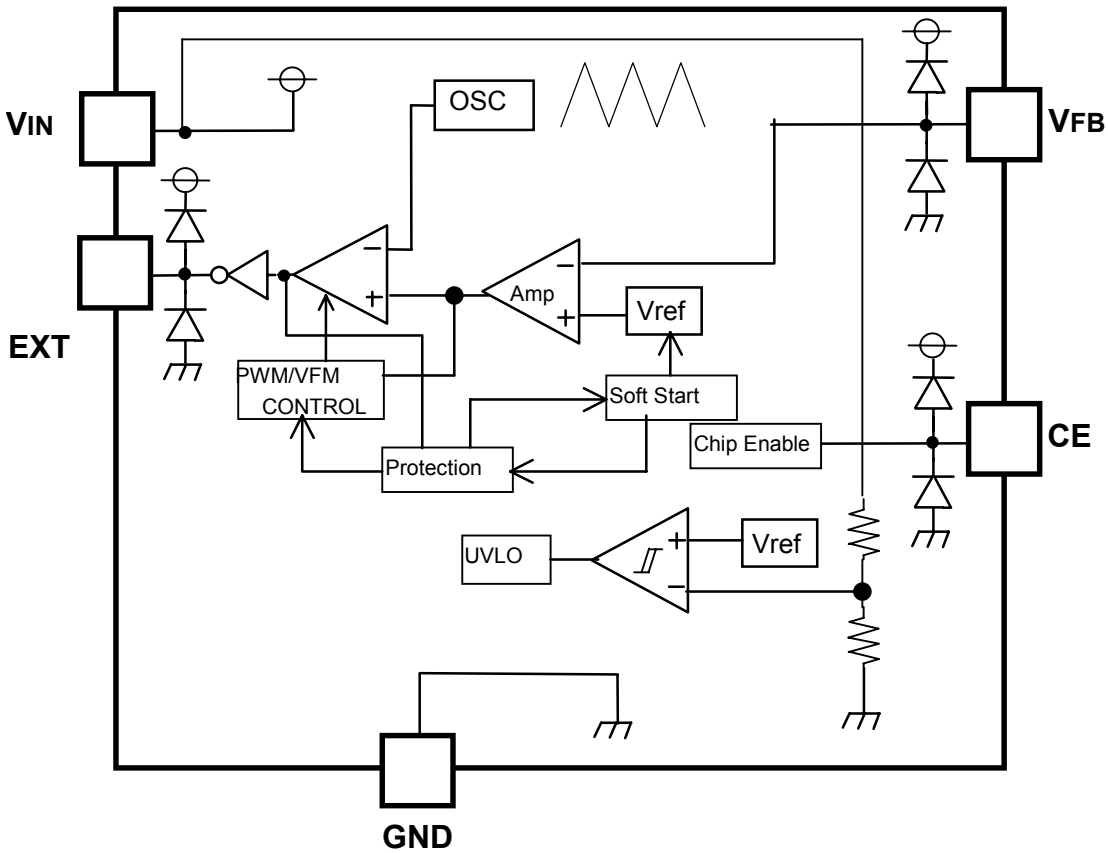 OSC
VIN
VFB
Amp
Vref
EXT
PWM/VFM
CONTROL
Soft Start
Chip Enable
CE
Protection
UVLO
Vref
GND